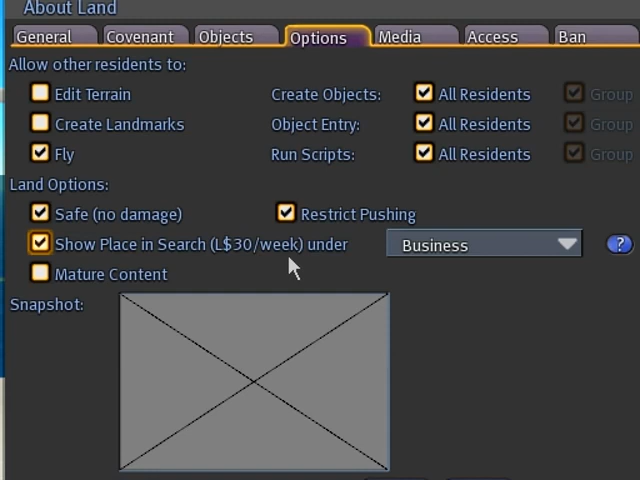 About Land
General Covenant Objects Options Media Access Ban
Allow other residents to:
Edit Terrain Create Objects: All Residents Group
Create Landmarks Object Entry: All Residents Group
Fly Run Scripts: All Residents Group
Land Options:
Safe (no damage) Restrict Pushing
Show Place in Search (L$30/week) under Business ?
Mature Content
Snapshot: